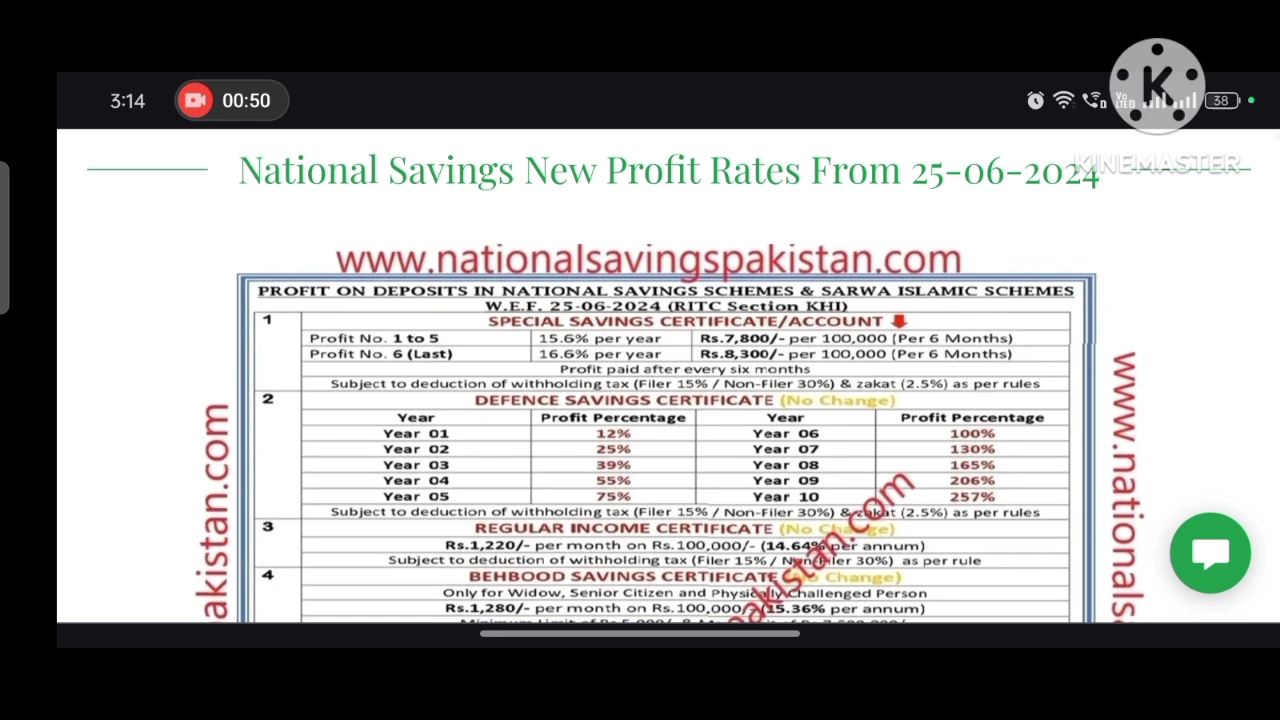 3:14
00:50
38
KINEMASTER
National Savings New Profit Rates From 25-06-2024
www.nationalsavingspakistan.com
PROFIT ON DEPOSITS IN NATIONAL SAVINGS SCHEMES & SARWA ISLAMIC SCHEMES
W.E.F. 25-06-2024 (RITC Section KHI)
1
SPECIAL SAVINGS CERTIFICATE/ACCOUNT
Profit No. 1 to 5 15.6% per year Rs.7,800/- per 100,000 (Per 6 Months)
Profit No. 6 (Last) 16.6% per year Rs.8,300/- per 100,000 (Per 6 Months)
Profit paid after every six months
Subject to deduction of withholding tax (Filer 15% / Non-Filer 30%) & zakat (2.5%) as per rules
2
DEFENCE SAVINGS CERTIFICATE (No Change)
Year Profit Percentage Year Profit Percentage
Year 01 12% Year 06 100%
Year 02 25% Year 07 130%
Year 03 39% Year 08 165%
Year 04 55% Year 09 206%
Year 05 75% Year 10 257%
Subject to deduction of withholding tax (Filer 15% / Non-Filer 30%) & zakat (2.5%) as per rules
3
REGULAR INCOME CERTIFICATE (No Change)
Rs.1,220/- per month on Rs.100,000/- (14.64% per annum)
Subject to deduction of withholding tax (Filer 15% / Non-Filer 30%) as per rule
4
BEHBOOD SAVINGS CERTIFICATE (No Change)
Only for Widow, Senior Citizen and Physically Challenged Person
Rs.1,280/- per month on Rs.100,000/- (15.36% per annum)
akistan.com
pakistan.com
www.nationals